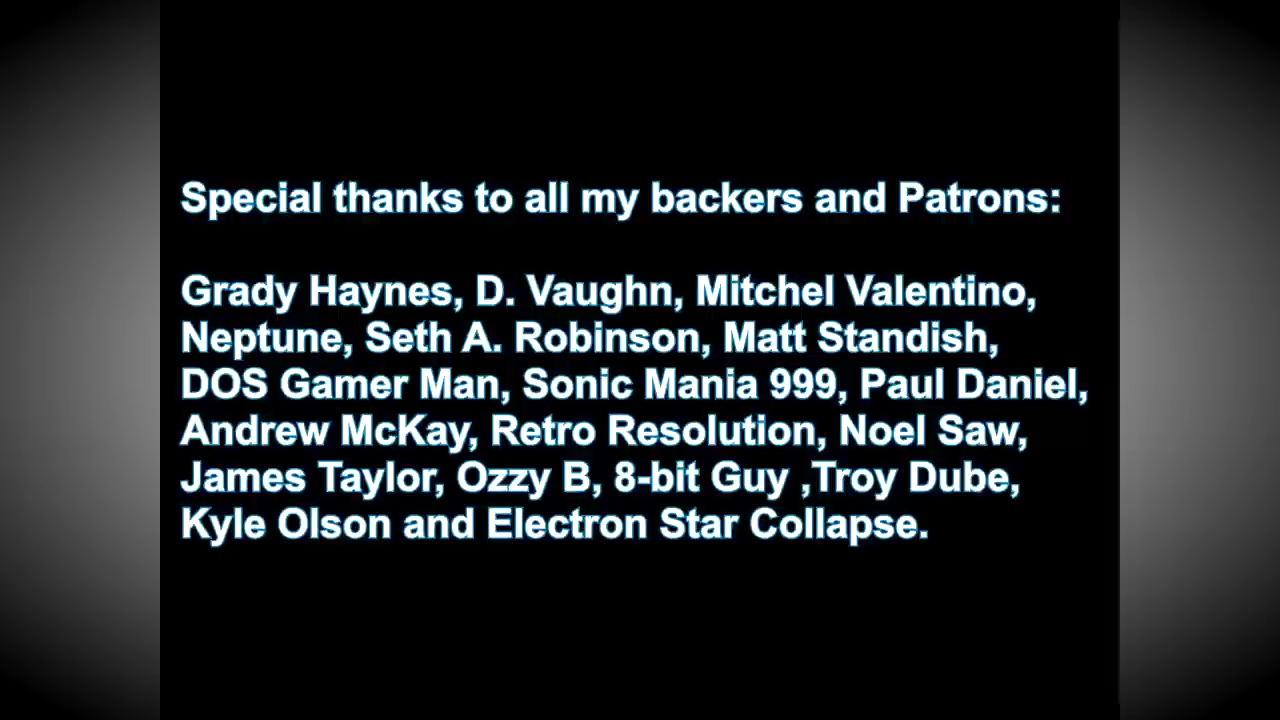 Special thanks to all my backers and Patrons:
Grady Haynes, D. Vaughn, Mitchel Valentino,
Neptune, Seth A. Robinson, Matt Standish,
DOS Gamer Man, Sonic Mania 999, Paul Daniel,
Andrew McKay, Retro Resolution, Noel Saw,
James Taylor, Ozzy B, 8-bit Guy ,Troy Dube,
Kyle Olson and Electron Star Collapse.